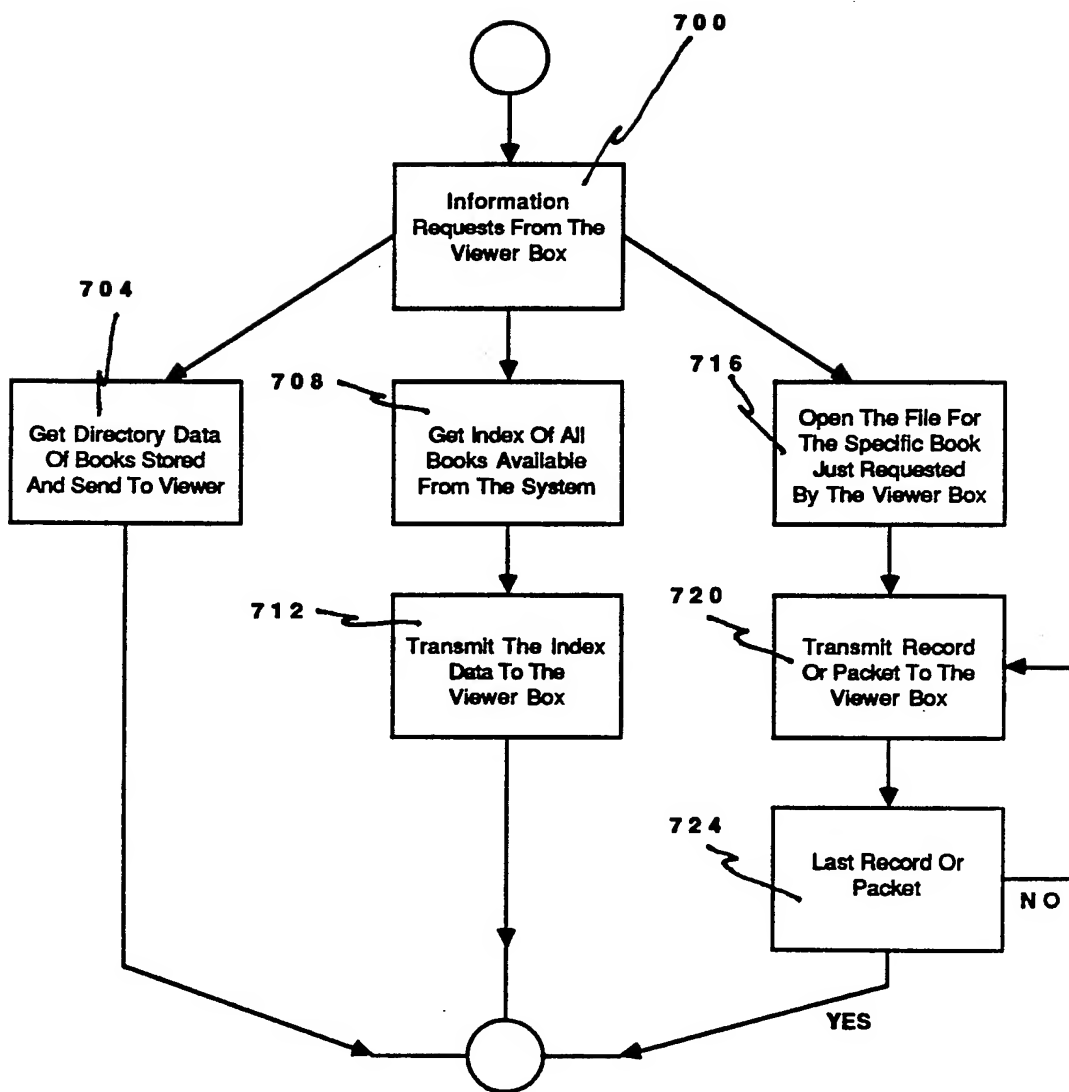 700
Information
Requests From The
Viewer Box
704
Get Directory Data
Of Books Stored
And Send To Viewer
708
Get Index Of All
Books Available
From The System
716
Open The File For
The Specific Book
Just Requested
By The Viewer Box
712
Transmit The Index
Data To The
Viewer Box
720
Transmit Record
Or Packet To The
Viewer Box
724
Last Record Or
Packet
NO
YES